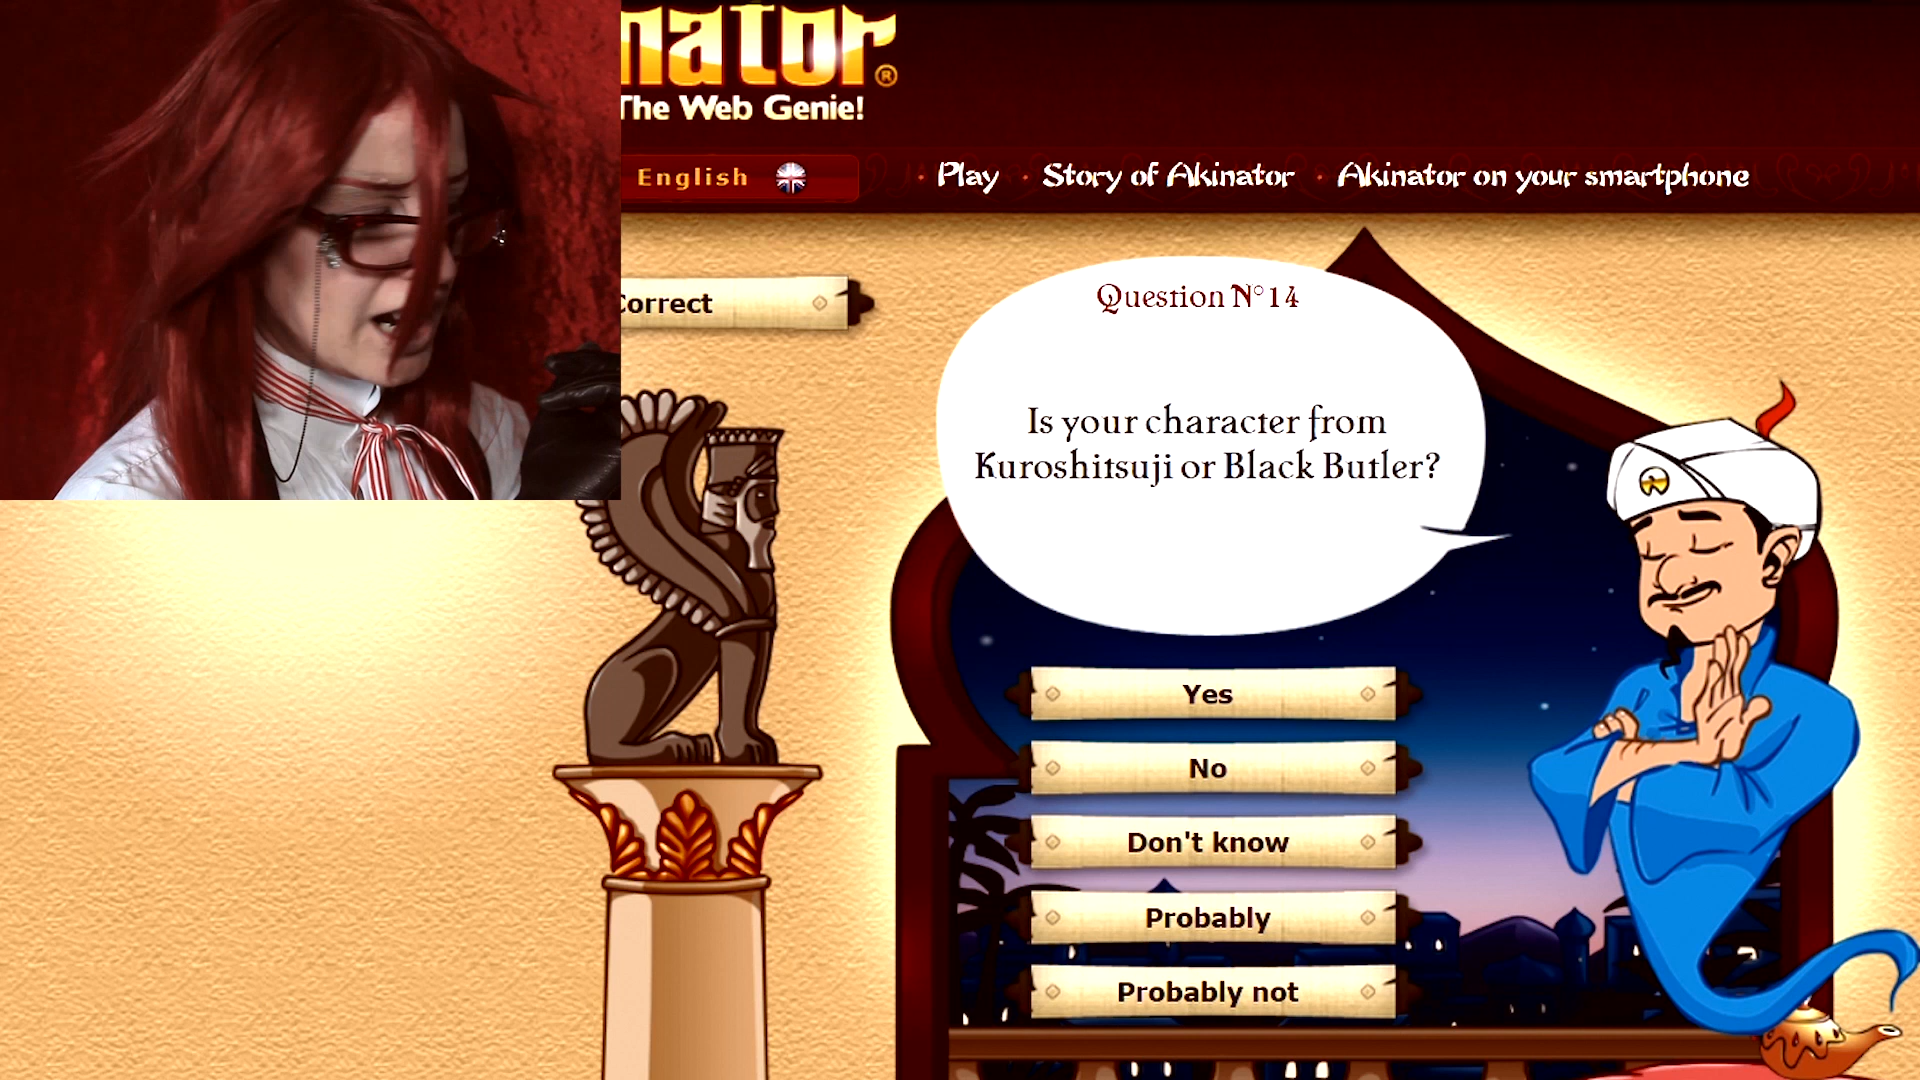 nator®
The Web Genie!
English
· Play · Story of Akinator · Akinator on your smartphone
Correct
Question N°14
Is your character from
Kuroshitsuji or Black Butler?
Yes
No
Don't know
Probably
Probably not